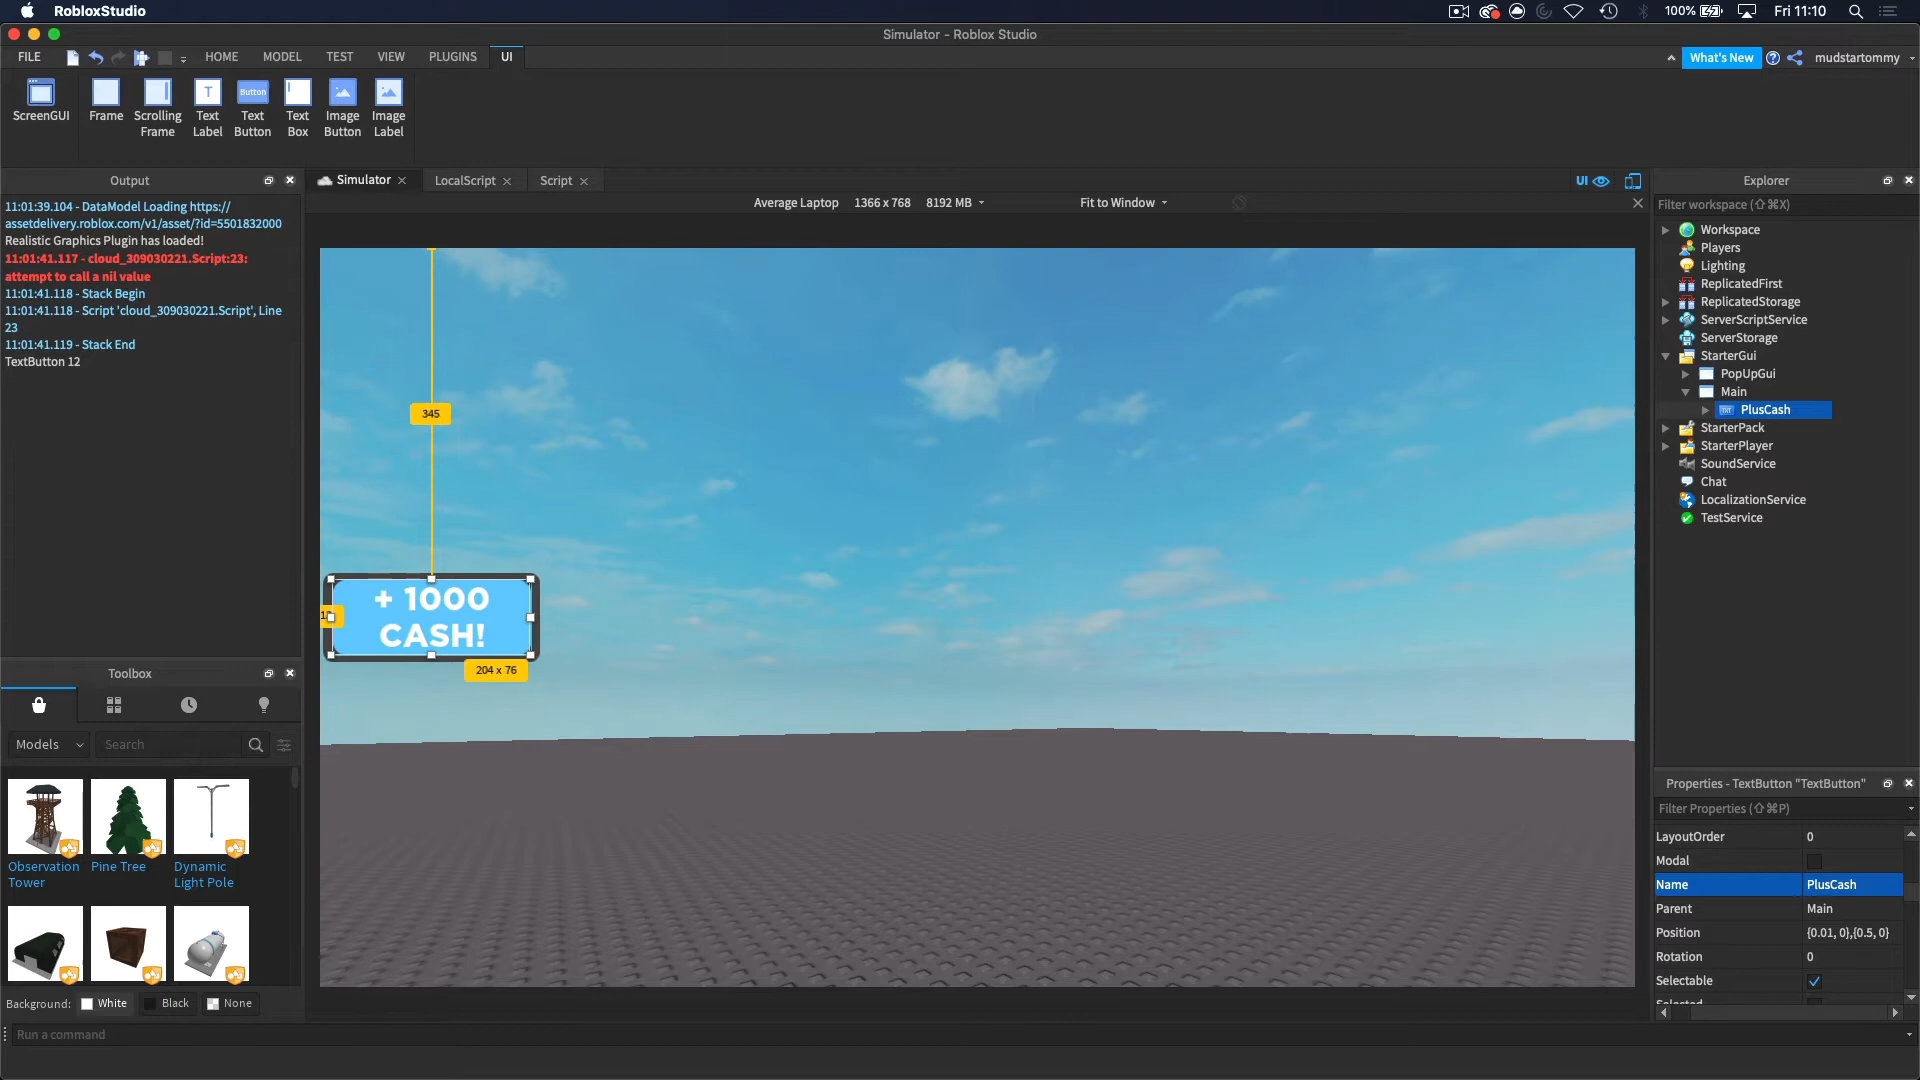 RobloxStudio
100%
Fri 11:10
Simulator - Roblox Studio
FILE
HOME
MODEL
TEST
VIEW
PLUGINS
UI
What's New
mudstartommy
ScreenGUI
Frame
Scrolling
Frame
Text
Label
Button
Text
Button
Text
Box
Image
Button
Image
Label
Output
11:01:39.104 - DataModel Loading https://
assetdelivery.roblox.com/v1/asset/?id=5501832000
Realistic Graphics Plugin has loaded!
11:01:41.117 - cloud_309030221.Script:23:
attempt to call a nil value
11:01:41.118 - Stack Begin
11:01:41.118 - Script 'cloud_309030221.Script', Line
23
11:01:41.119 - Stack End
TextButton 12
Simulator
LocalScript
Script
UI
Average Laptop
1366 x 768
8192 MB
Fit to Window
345
+ 1000
CASH!
204 x 76
Toolbox
Models
Search
Observation
Tower
Pine Tree
Dynamic
Light Pole
Background:
White
Black
None
Run a command
Explorer
Filter workspace (⇧⌘X)
Workspace
Players
Lighting
ReplicatedFirst
ReplicatedStorage
ServerScriptService
ServerStorage
StarterGui
PopUpGui
Main
PlusCash
StarterPack
StarterPlayer
SoundService
Chat
LocalizationService
TestService
Properties - TextButton "TextButton"
Filter Properties (⇧⌘P)
LayoutOrder 0
Modal
Name PlusCash
Parent Main
Position {0.01, 0},{0.5, 0}
Rotation 0
Selectable